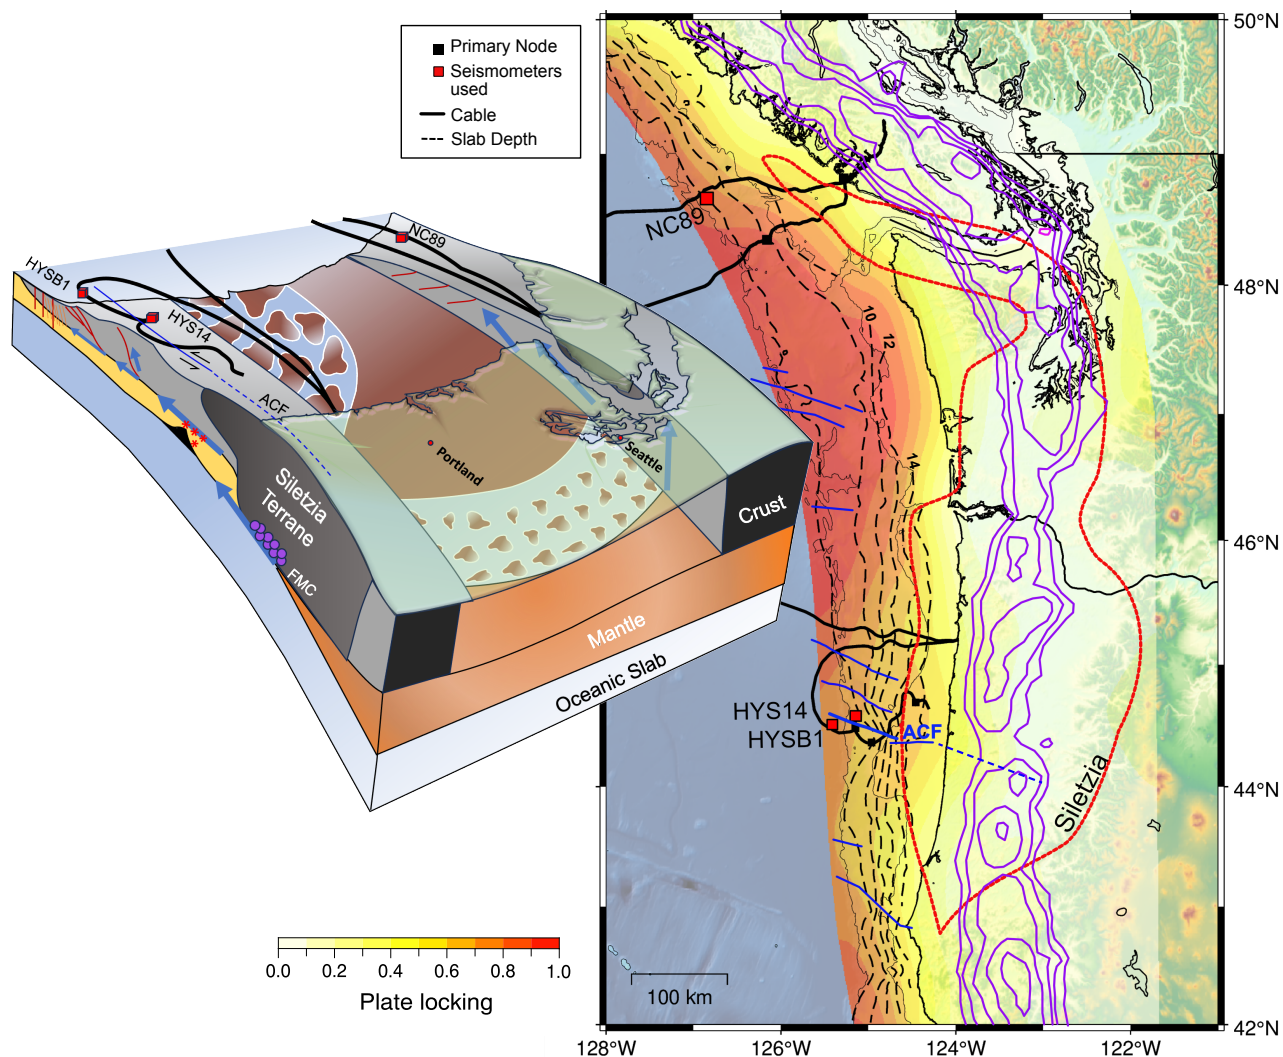 Primary Node
Seismometers
used
Cable
Slab Depth
50°N
48°N
46°N
44°N
42°N
128°W
126°W
124°W
122°W
NC89
10
12
14
HYS14
HYSB1
ACF
Siletzia
100 km
NC89
HYSB1
HYS14
ACF
Portland
Seattle
Siletzia
Terrane
FMC
Crust
Mantle
Oceanic Slab
0.0 0.2 0.4 0.6 0.8 1.0
Plate locking